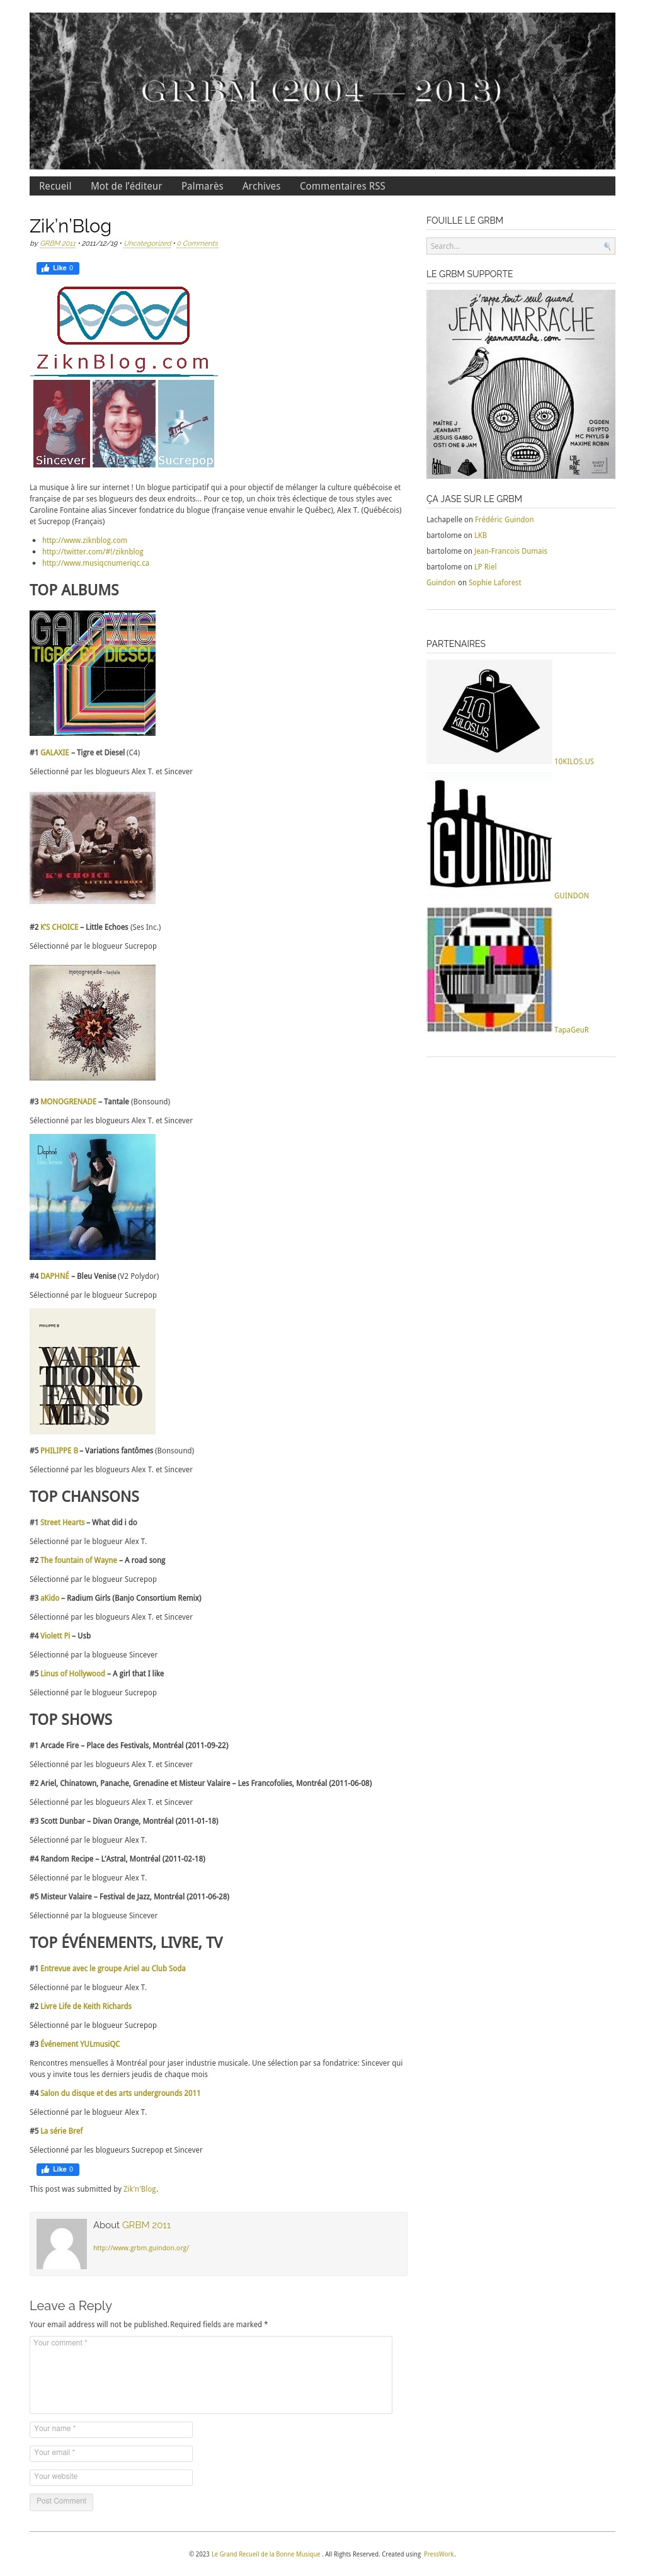 GRBM (2004 — 2013)
Recueil Mot de l'éditeur Palmarès Archives Commentaires RSS
Zik'n'Blog
by GRBM 2011 • 2011/12/19 • Uncategorized • 0 Comments
Like 0
ZiknBlog.com
Sincever Alex T. Sucrepop
La musique à lire sur internet ! Un blogue participatif qui a pour objectif de mélanger la culture québécoise et
française de par ses blogueurs des deux endroits... Pour ce top, un choix très éclectique de tous styles avec
Caroline Fontaine alias Sincever fondatrice du blogue (française venue envahir le Québec), Alex T. (Québécois)
et Sucrepop (Français)
http://www.ziknblog.com
http://twitter.com/#!/ziknblog
http://www.musiqcnumeriqc.ca
TOP ALBUMS
GALAXIE
TIGRE ET DIESEL
#1 GALAXIE – Tigre et Diesel (C4)
Sélectionné par les blogueurs Alex T. et Sincever
K'S CHOICE
LITTLE ECHOES
#2 K'S CHOICE – Little Echoes (Ses Inc.)
Sélectionné par le blogueur Sucrepop
monogrenade - tantale
#3 MONOGRENADE – Tantale (Bonsound)
Sélectionné par les blogueurs Alex T. et Sincever
Daphné
#4 DAPHNÉ – Bleu Venise (V2 Polydor)
Sélectionné par le blogueur Sucrepop
PHILIPPE B
VARIATIONS FANTÔMES
#5 PHILIPPE B – Variations fantômes (Bonsound)
Sélectionné par les blogueurs Alex T. et Sincever
TOP CHANSONS
#1 Street Hearts – What did i do
Sélectionné par le blogueur Alex T.
#2 The fountain of Wayne – A road song
Sélectionné par le blogueur Sucrepop
#3 aKido – Radium Girls (Banjo Consortium Remix)
Sélectionné par les blogueurs Alex T. et Sincever
#4 Violett Pi – Usb
Sélectionné par la blogueuse Sincever
#5 Linus of Hollywood – A girl that I like
Sélectionné par le blogueur Sucrepop
TOP SHOWS
#1 Arcade Fire – Place des Festivals, Montréal (2011-09-22)
Sélectionné par les blogueurs Alex T. et Sincever
#2 Ariel, Chinatown, Panache, Grenadine et Misteur Valaire – Les Francofolies, Montréal (2011-06-08)
Sélectionné par les blogueurs Alex T. et Sincever
#3 Scott Dunbar – Divan Orange, Montréal (2011-01-18)
Sélectionné par le blogueur Alex T.
#4 Random Recipe – L'Astral, Montréal (2011-02-18)
Sélectionné par le blogueur Alex T.
#5 Misteur Valaire – Festival de Jazz, Montréal (2011-06-28)
Sélectionné par la blogueuse Sincever
TOP ÉVÉNEMENTS, LIVRE, TV
#1 Entrevue avec le groupe Ariel au Club Soda
Sélectionné par le blogueur Alex T.
#2 Livre Life de Keith Richards
Sélectionné par le blogueur Sucrepop
#3 Événement YULmusiQC
Rencontres mensuelles à Montréal pour jaser industrie musicale. Une sélection par sa fondatrice: Sincever qui
vous y invite tous les derniers jeudis de chaque mois
#4 Salon du disque et des arts undergrounds 2011
Sélectionné par le blogueur Alex T.
#5 La série Bref
Sélectionné par les blogueurs Sucrepop et Sincever
Like 0
This post was submitted by Zik'n'Blog.
About GRBM 2011
http://www.grbm.guindon.org/
Leave a Reply
Your email address will not be published.Required fields are marked *
Your comment *
Your name *
Your email *
Your website
Post Comment
FOUILLE LE GRBM
Search...
LE GRBM SUPPORTE
j'rappe tout seul quand
JEAN NARRACHE
jeannarrache.com
MAÎTRE J
JEANBART
JESUIS GABBO
OSTI ONE & JAM
OGDEN
EGYPTO
MC PHYLIS &
MAXIME ROBIN
ÇA JASE SUR LE GRBM
Lachapelle on Frédéric Guindon
bartolome on LKB
bartolome on Jean-Francois Dumais
bartolome on LP Riel
Guindon on Sophie Laforest
PARTENAIRES
10 KILOS.US
10KILOS.US
GUINDON
GUINDON
TapaGeuR
© 2023 Le Grand Recueil de la Bonne Musique . All Rights Reserved. Created using PressWork.